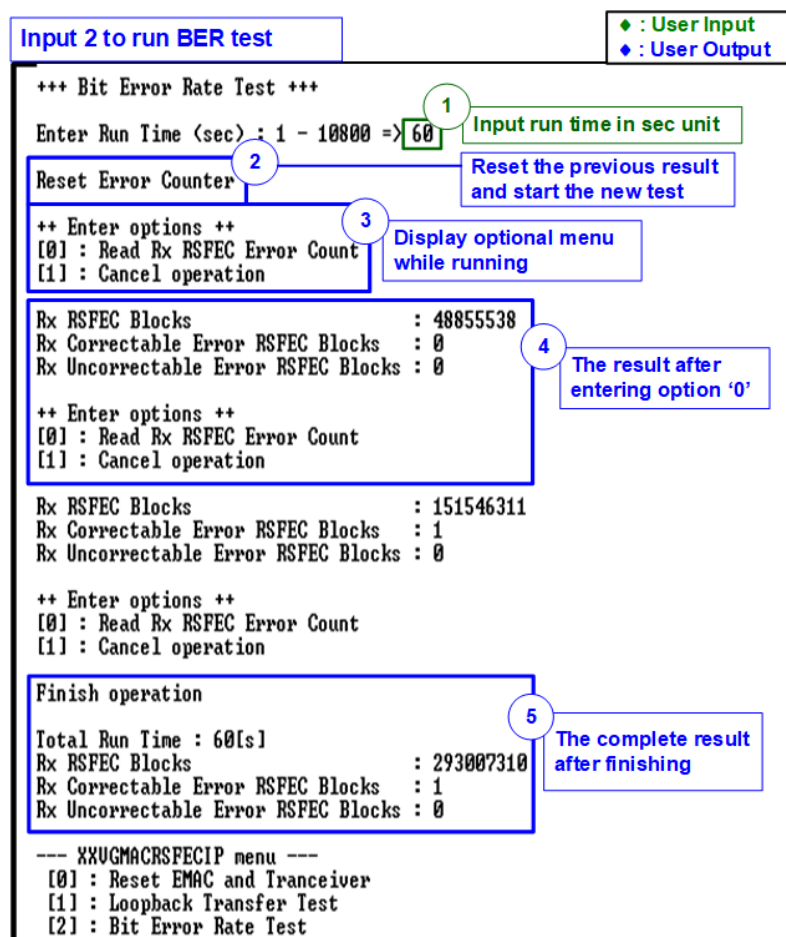 Input 2 to run BER test
♦ : User Input
♦ : User Output
+++ Bit Error Rate Test +++
1
Enter Run Time (sec) : 1 - 10800 => 60
Input run time in sec unit
2
Reset Error Counter
Reset the previous result
and start the new test
++ Enter options ++
[0] : Read Rx RSFEC Error Count
[1] : Cancel operation
3
Display optional menu
while running
Rx RSFEC Blocks : 48855538
Rx Correctable Error RSFEC Blocks : 0
Rx Uncorrectable Error RSFEC Blocks : 0
4
The result after
entering option ‘0’
++ Enter options ++
[0] : Read Rx RSFEC Error Count
[1] : Cancel operation
Rx RSFEC Blocks : 151546311
Rx Correctable Error RSFEC Blocks : 1
Rx Uncorrectable Error RSFEC Blocks : 0
++ Enter options ++
[0] : Read Rx RSFEC Error Count
[1] : Cancel operation
Finish operation
5
The complete result
after finishing
Total Run Time : 60[s]
Rx RSFEC Blocks : 293007310
Rx Correctable Error RSFEC Blocks : 1
Rx Uncorrectable Error RSFEC Blocks : 0
--- XXVGMACRSFECIP menu ---
[0] : Reset EMAC and Tranceiver
[1] : Loopback Transfer Test
[2] : Bit Error Rate Test